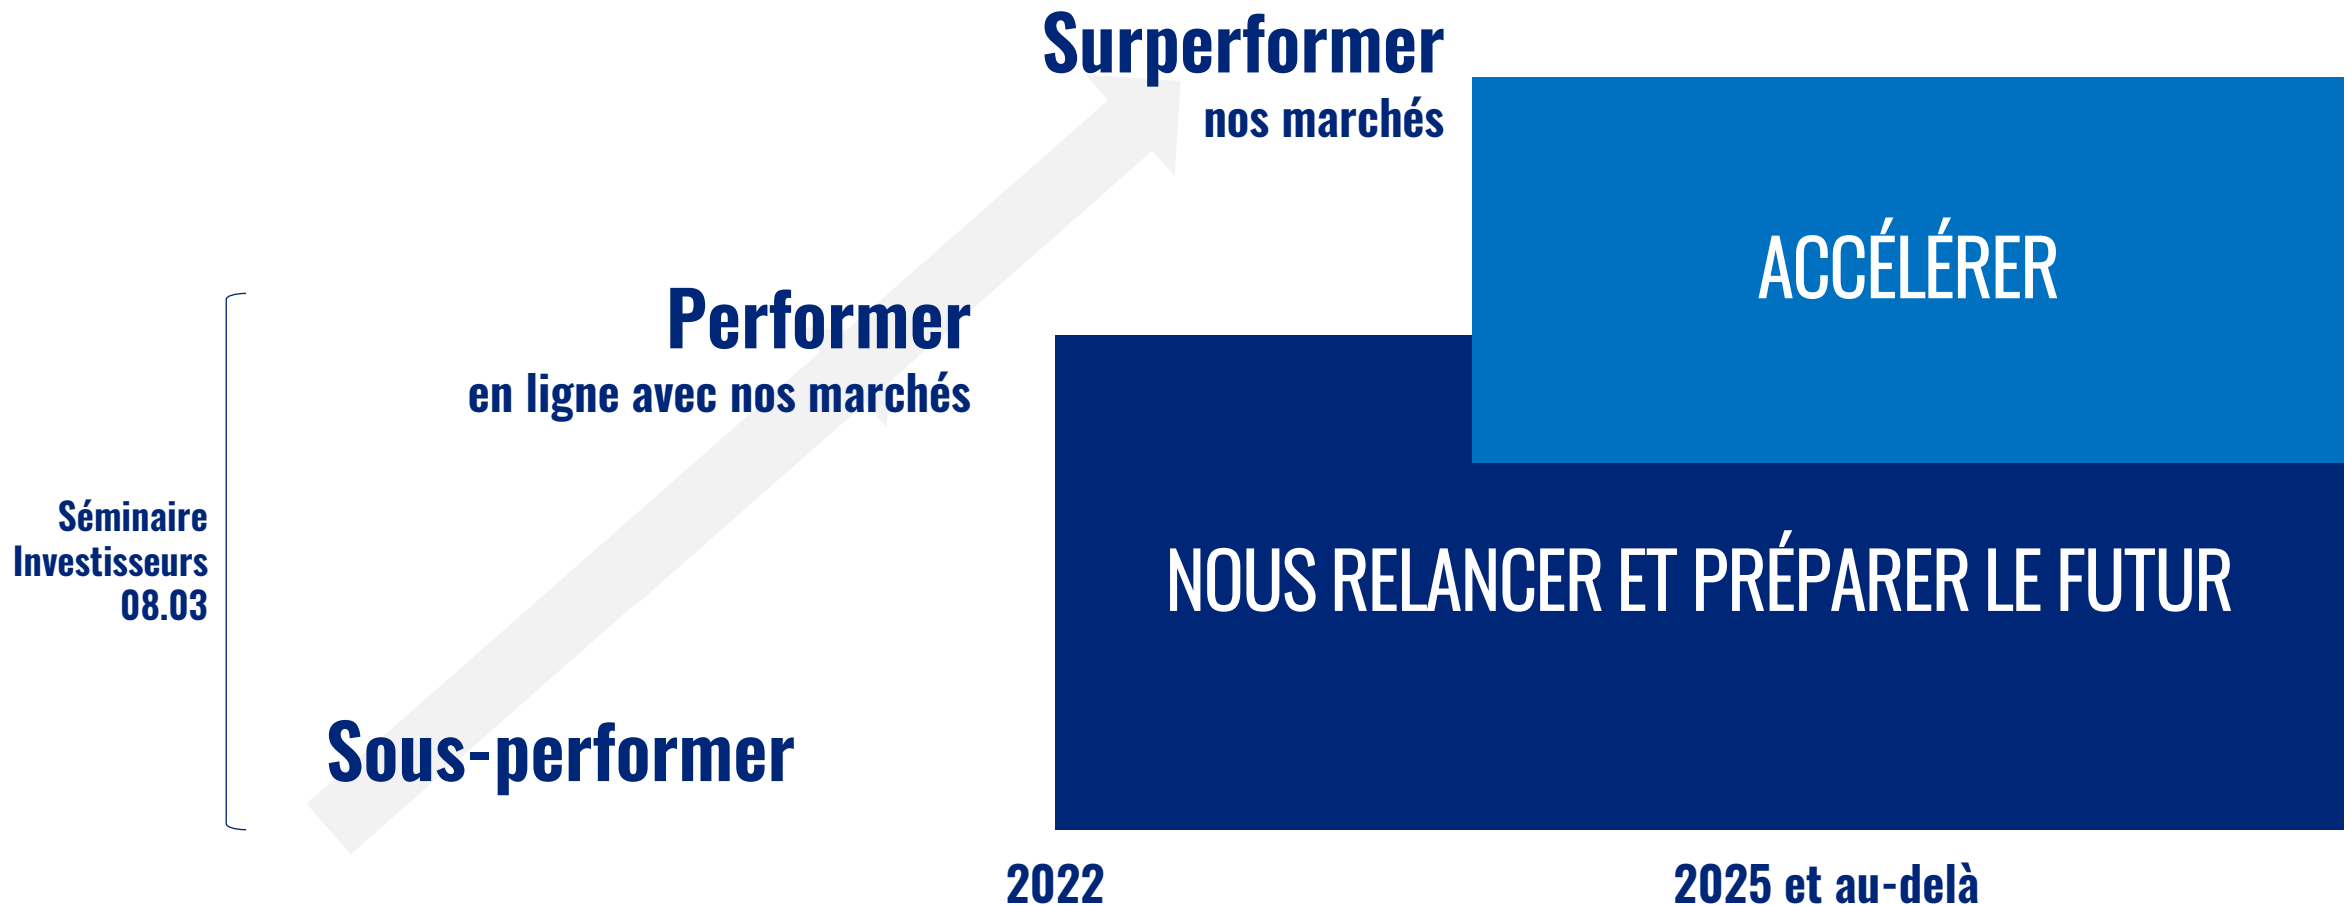 Surperformer
nos marchés
ACCÉLÉRER
Performer
en ligne avec nos marchés
Séminaire
Investisseurs
08.03
NOUS RELANCER ET PRÉPARER LE FUTUR
Sous-performer
2022
2025 et au-delà